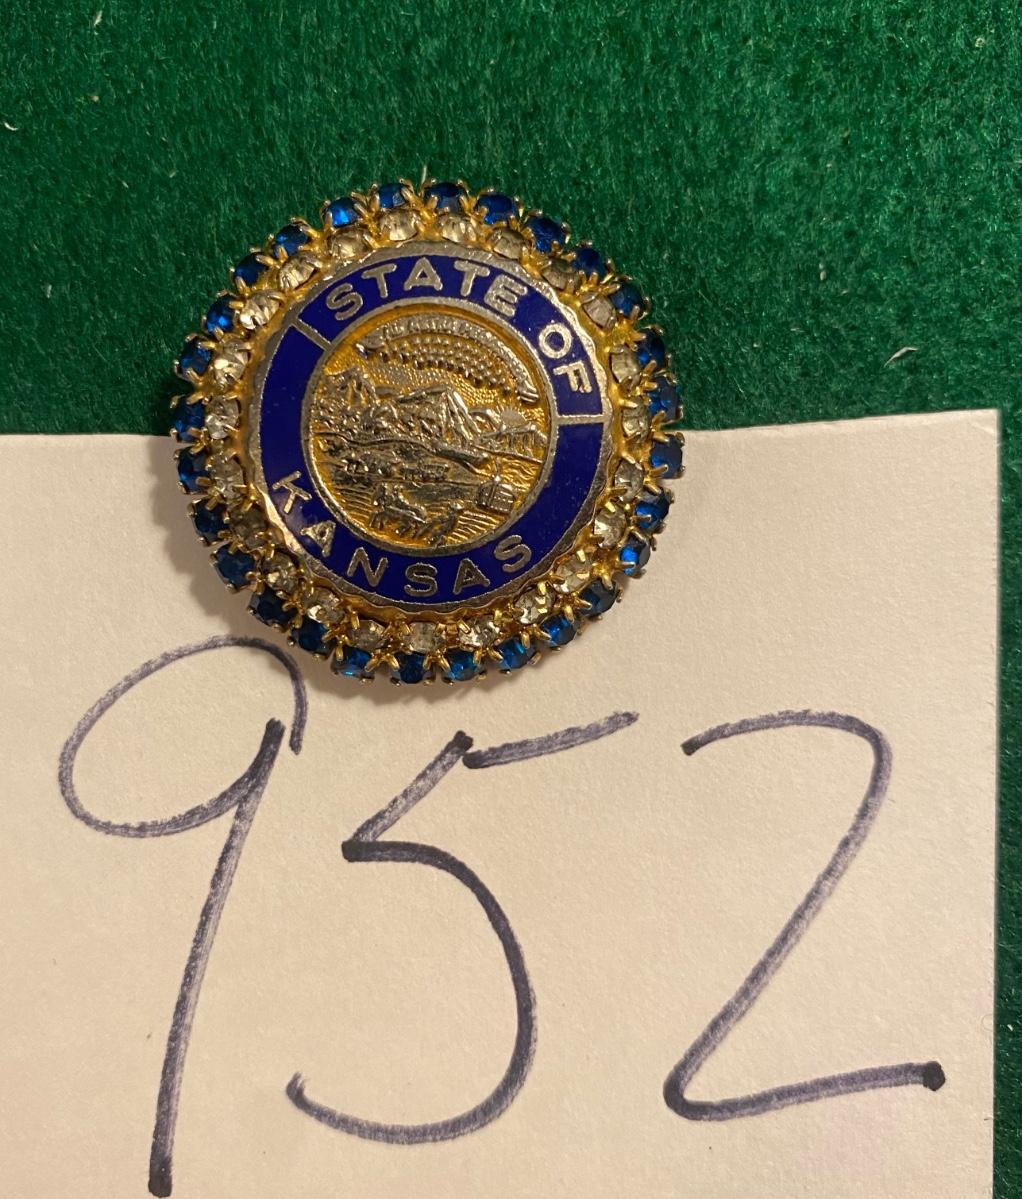 STATE OF
KANSAS
952